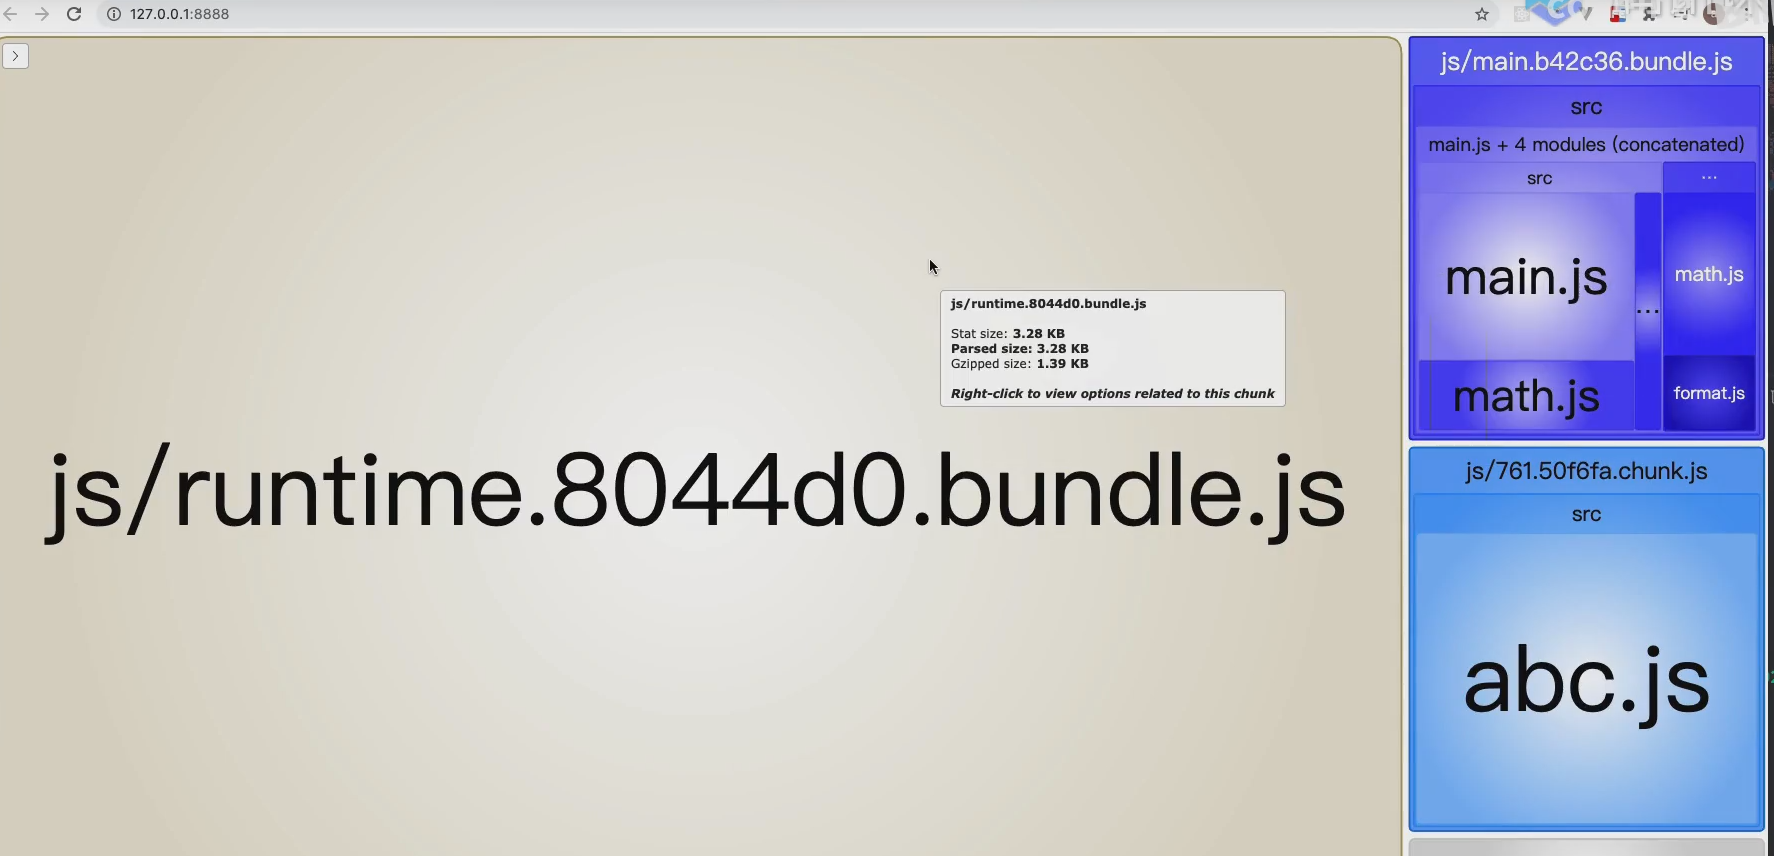 127.0.0.1:8888
js/runtime.8044d0.bundle.js
js/runtime.8044d0.bundle.js
Stat size: 3.28 KB
Parsed size: 3.28 KB
Gzipped size: 1.39 KB
Right-click to view options related to this chunk
js/main.b42c36.bundle.js
src
main.js + 4 modules (concatenated)
src
...
main.js
...
math.js
math.js
format.js
js/761.50f6fa.chunk.js
src
abc.js